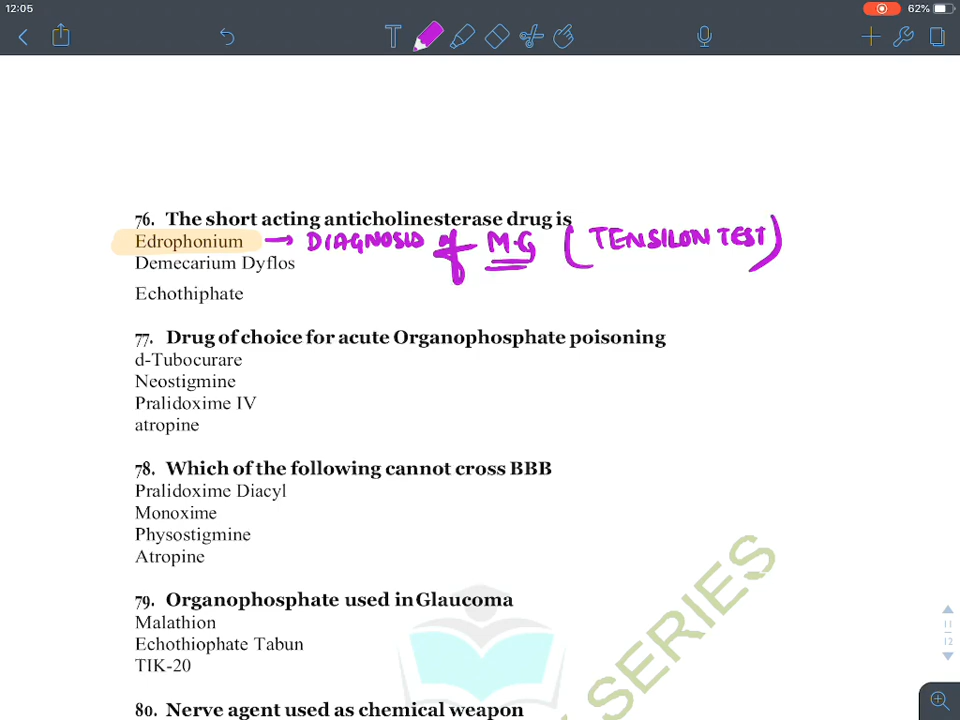 12:05
62%
T
76. The short acting anticholinesterase drug is
Edrophonium → DIAGNOSIS of M.G (TENSILON TEST)
Demecarium Dyflos
Echothiphate
77. Drug of choice for acute Organophosphate poisoning
d-Tubocurare
Neostigmine
Pralidoxime IV
atropine
78. Which of the following cannot cross BBB
Pralidoxime Diacyl
Monoxime
Physostigmine
Atropine
79. Organophosphate used in Glaucoma
Malathion
Echothiophate Tabun
TIK-20
80. Nerve agent used as chemical weapon
SERIES
11
12